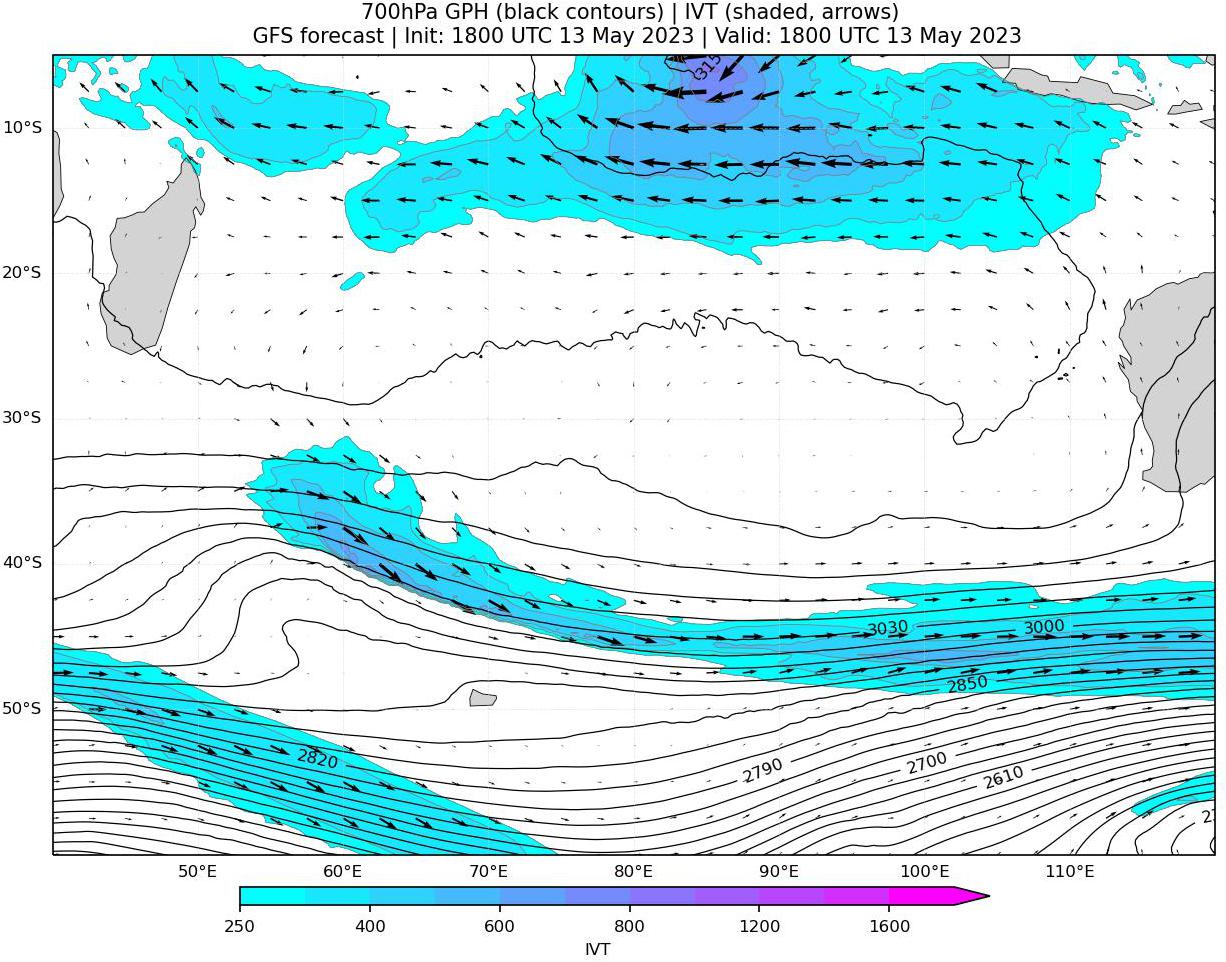 700hPa GPH (black contours) | IVT (shaded, arrows)
GFS forecast | Init: 1800 UTC 13 May 2023 | Valid: 1800 UTC 13 May 2023
10°S
20°S
30°S
40°S
3030
3000
2850
50°S
2820
2790
2700
2610
50°E
60°E
70°E
80°E
90°E
100°E
110°E
250
400
600
800
1200
1600
IVT